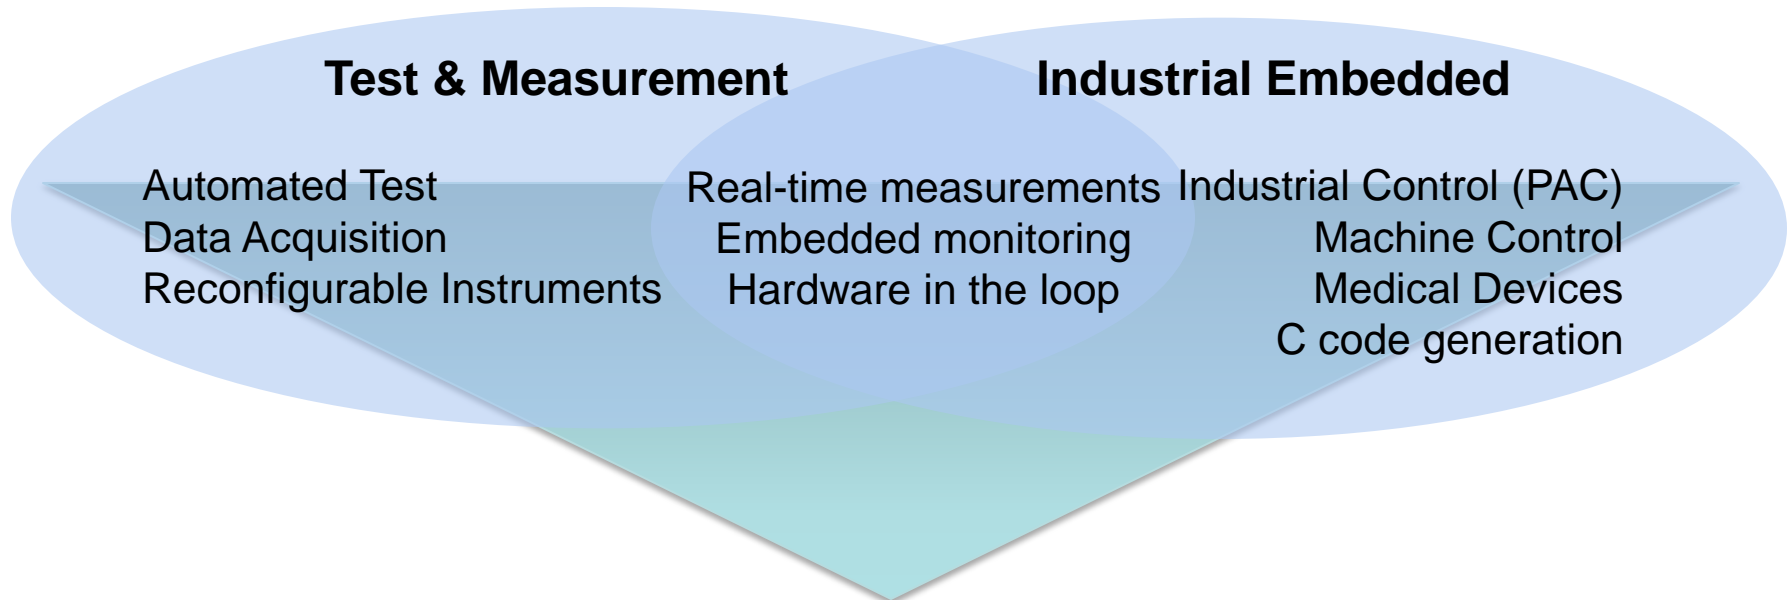 Test & Measurement
Industrial Embedded
Automated Test
Data Acquisition
Reconfigurable Instruments
Real-time measurements
Embedded monitoring
Hardware in the loop
Industrial Control (PAC)
Machine Control
Medical Devices
C code generation